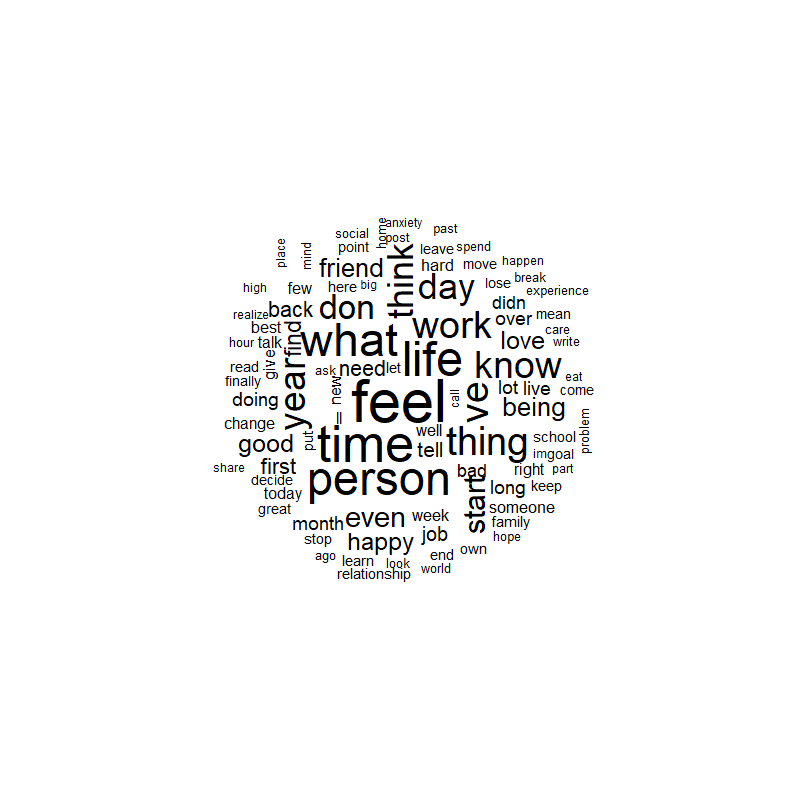 anxiety
home
social
post
past
place
mind
point
think
leave
spend
friend
hard
move
happen
high
few
here
big
day
lose
break
experience
realize
back
don
didn
over
mean
best
find
what
work
care
hour
talk
love
write
read
give
ask
need
let
life
know
finally
year
new
eat
doing
ll
feel
call
ve
lot
live
come
change
put
being
good
time
well
tell
thing
school
problem
share
first
person
bad
right
part
imgoal
decide
today
start
long
keep
great
month
even
week
someone
stop
happy
job
family
ago
learn
look
end
own
hope
relationship
world